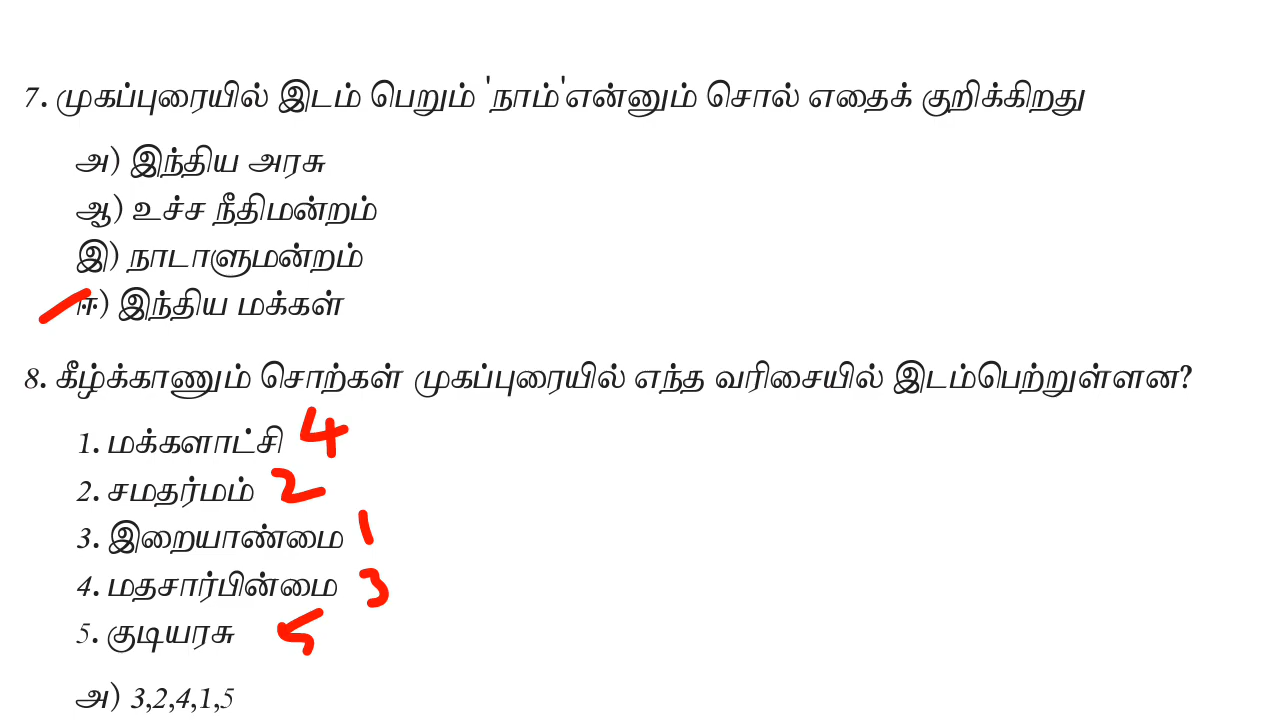 7. முகப்புரையில் இடம் பெறும் 'நாம்'என்னும் சொல் எதைக் குறிக்கிறது
அ) இந்திய அரசு
ஆ) உச்ச நீதிமன்றம்
இ) நாடாளுமன்றம்
ஈ) இந்திய மக்கள்
8. கீழ்க்காணும் சொற்கள் முகப்புரையில் எந்த வரிசையில் இடம்பெற்றுள்ளன?
1. மக்களாட்சி 4
2. சமதர்மம் 2
3. இறையாண்மை 1
4. மதசார்பின்மை 3
5. குடியரசு 5
அ) 3,2,4,1,5